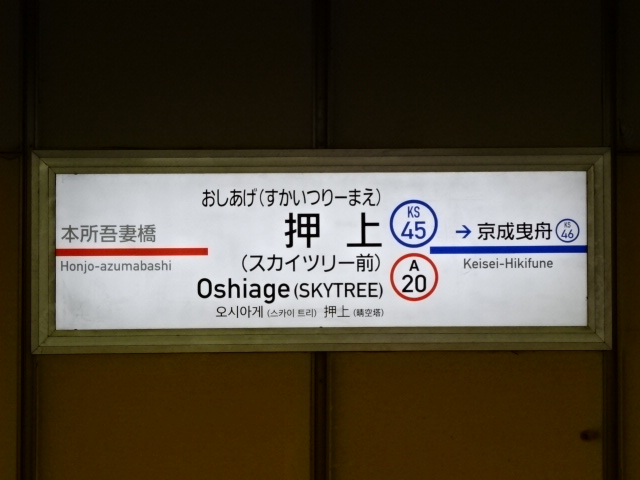 おしあげ(すかいつりーまえ)
押上
(スカイツリー前)
Oshiage (SKYTREE)
오시아게 (스카이 트리) 押上 (晴空塔)
KS
45
A
20
本所吾妻橋
Honjo-azumabashi
→ 京成曳舟
KS
46
Keisei-Hikifune